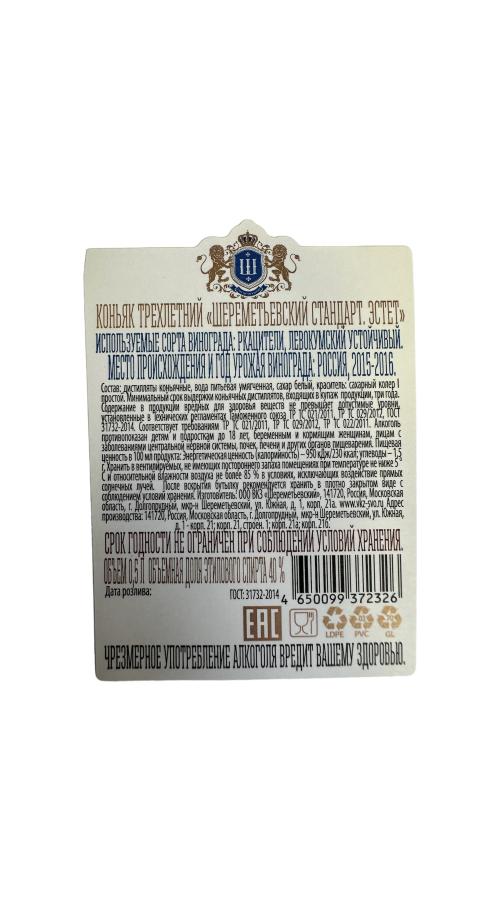 Ш
КОНЬЯК ТРЕХЛЕТНИЙ «ШЕРЕМЕТЬЕВСКИЙ СТАНДАРТ. ЭСТЕТ»
ИСПОЛЬЗУЕМЫЕ СОРТА ВИНОГРАДА: РКАЦИТЕЛИ, ЛЕВОКУМСКИЙ УСТОЙЧИВЫЙ.
МЕСТО ПРОИСХОЖДЕНИЯ И ГОД УРОЖАЯ ВИНОГРАДА: РОССИЯ, 2015-2016.
Состав: дистилляты коньячные, вода питьевая умягченная, сахар белый, краситель: сахарный колер I
простой. Минимальный срок выдержки коньячных дистиллятов, входящих в купаж продукции, три года.
Содержание в продукции вредных для здоровья веществ не превышает допустимые уровни,
установленные в технических регламентах Таможенного союза ТР ТС 021/2011, ТР ТС 029/2012, ГОСТ
31732-2014. Соответствует требованиям ТР ТС 021/2011, ТР ТС 029/2012, ТР ТС 022/2011. Алкоголь
противопоказан детям и подросткам до 18 лет, беременным и кормящим женщинам, лицам с
заболеваниями центральной нервной системы, почек, печени и других органов пищеварения. Пищевая
ценность в 100 мл продукта: Энергетическая ценность (калорийность) – 950 кДж/230 ккал; углеводы – 1,5
г. Хранить в вентилируемых, не имеющих постороннего запаха помещениях при температуре не ниже 5°
С и относительной влажности воздуха не более 85 % в условиях, исключающих воздействие прямых
солнечных лучей. После вскрытия бутылку рекомендуется хранить в плотно закрытом виде с
соблюдением условий хранения. Изготовитель: ООО ВКЗ «Шереметьевский», 141720, Россия, Московская
область, г. Долгопрудный, мкр-н Шереметьевский, ул. Южная, д. 1, корп. 21а; www.vkz-svo.ru Адрес
производства: 141720, Россия, Московская область, г. Долгопрудный, мкр-н Шереметьевский, ул. Южная,
д. 1 - корп. 21; корп. 21, строен. 1; корп. 21а; корп. 21б.
СРОК ГОДНОСТИ НЕ ОГРАНИЧЕН ПРИ СОБЛЮДЕНИИ УСЛОВИЙ ХРАНЕНИЯ.
ОБЪЕМ 0,5 Л ОБЪЕМНАЯ ДОЛЯ ЭТИЛОВОГО СПИРТА 40 %
Дата розлива:
ГОСТ: 31732-2014
4 650099 372326
EAC
LDPE
03
PVC
70
GL
ЧРЕЗМЕРНОЕ УПОТРЕБЛЕНИЕ АЛКОГОЛЯ ВРЕДИТ ВАШЕМУ ЗДОРОВЬЮ.